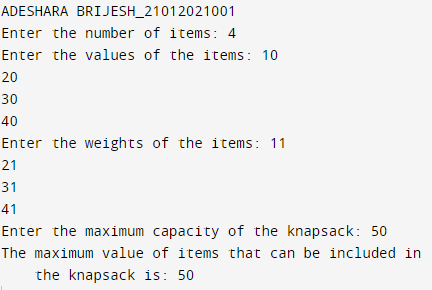 ADESHARA BRIJESH_21012021001
Enter the number of items: 4
Enter the values of the items: 10
20
30
40
Enter the weights of the items: 11
21
31
41
Enter the maximum capacity of the knapsack: 50
The maximum value of items that can be included in
    the knapsack is: 50